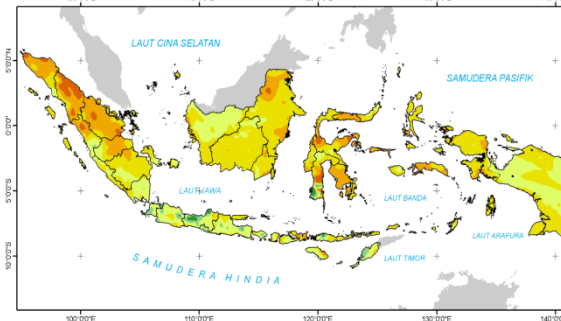 LAUT CINA SELATAN
SAMUDERA PASIFIK
LAUT JAWA
LAUT BANDA
LAUT ARAFURA
LAUT TIMOR
SAMUDERA HINDIA
5°0'0"N
0°0'0"
5°0'0"S
10°0'0"S
100°0'0"E
110°0'0"E
120°0'0"E
130°0'0"E
140°0'0"E